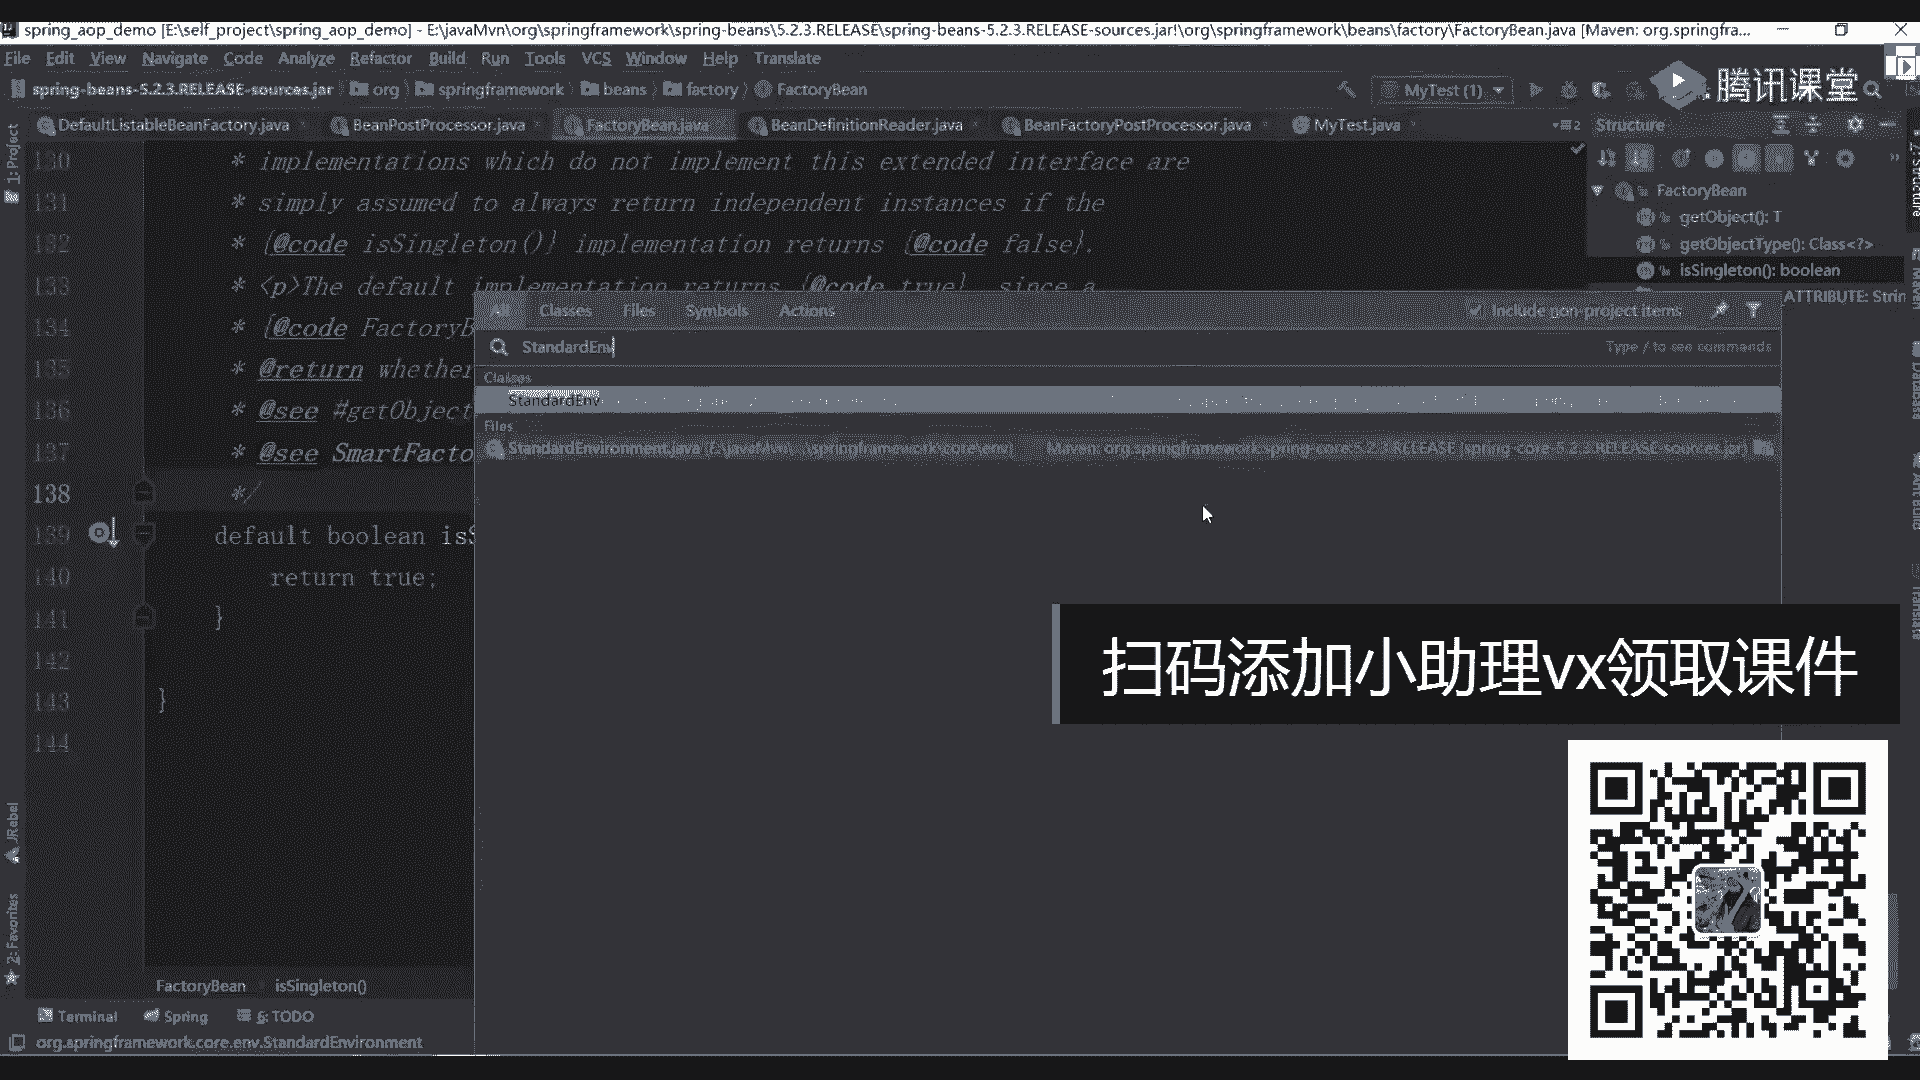 spring_aop_demo [E:\self_project\spring_aop_demo] - E:\javaMvn\org\springframework\spring-beans\5.2.3.RELEASE\spring-beans-5.2.3.RELEASE-sources.jar!\org\springframework\beans\factory\FactoryBean.java [Maven: org.springfra...
File Edit View Navigate Code Analyze Refactor Build Run Tools VCS Window Help Translate
spring-beans-5.2.3.RELEASE-sources.jar org springframework beans factory FactoryBean MyTest (1) 腾讯课堂
DefaultListableBeanFactory.java BeanPostProcessor.java FactoryBean.java BeanDefinitionReader.java BeanFactoryPostProcessor.java MyTest.java Structure
1: Project
Z: Structure
130 * implementations which do not implement this extended interface are
131 * simply assumed to always return independent instances if the
132 * {@code isSingleton()} implementation returns {@code false}.
133 * <p>The default implementation returns {@code true}, since a
134 * {@code FactoryB
135 * @return whether
136 * @see #getObject
137 * @see SmartFacto
138 */
139 default boolean isS
140 return true;
141 }
142
143 }
144
FactoryBean
getObject(): T
getObjectType(): Class<?>
isSingleton(): boolean
ATTRIBUTE: Strin
All Classes Files Symbols Actions Include non-project items
StandardEnv Type / to see commands
Classes
StandardEnv
Files
StandardEnvironment.java (E:\javaMvn\...\springframework\core\env) Maven: org.springframework:spring-core:5.2.3.RELEASE (spring-core-5.2.3.RELEASE-sources.jar)
Maven
Database
Ant Build
Translate
扫码添加小助理vx领取课件
JRebel
2: Favorites
FactoryBean isSingleton()
Terminal Spring 6: TODO
org.springframework.core.env.StandardEnvironment